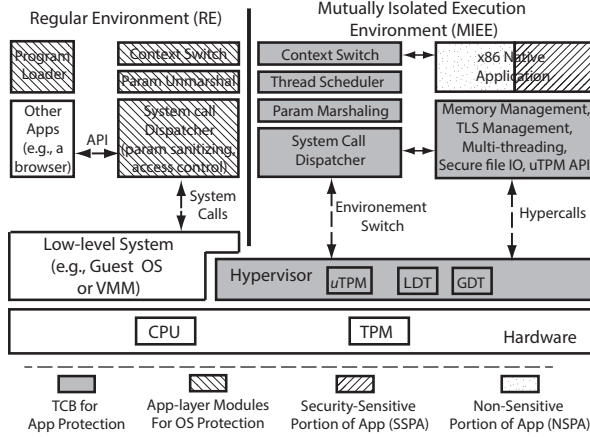 Regular Environment (RE)
Mutually Isolated Execution
Environment (MIEE)
Program
Loader
Context Switch
Param Unmarshal
Other
Apps
(e.g., a
browser)
API
System call
Dispatcher
(param sanitizing,
access control)
System
Calls
Context Switch
Thread Scheduler
Param Marshaling
System Call
Dispatcher
x86 Native
Application
Memory Management,
TLS Management,
Multi-threading,
Secure file IO, uTPM API
Environement
Switch
Hypercalls
Low-level System
(e.g., Guest OS
or VMM)
Hypervisor
uTPM
LDT
GDT
CPU
TPM
Hardware
TCB for
App Protection
App-layer Modules
For OS Protection
Security-Sensitive
Portion of App (SSPA)
Non-Sensitive
Portion of App (NSPA)